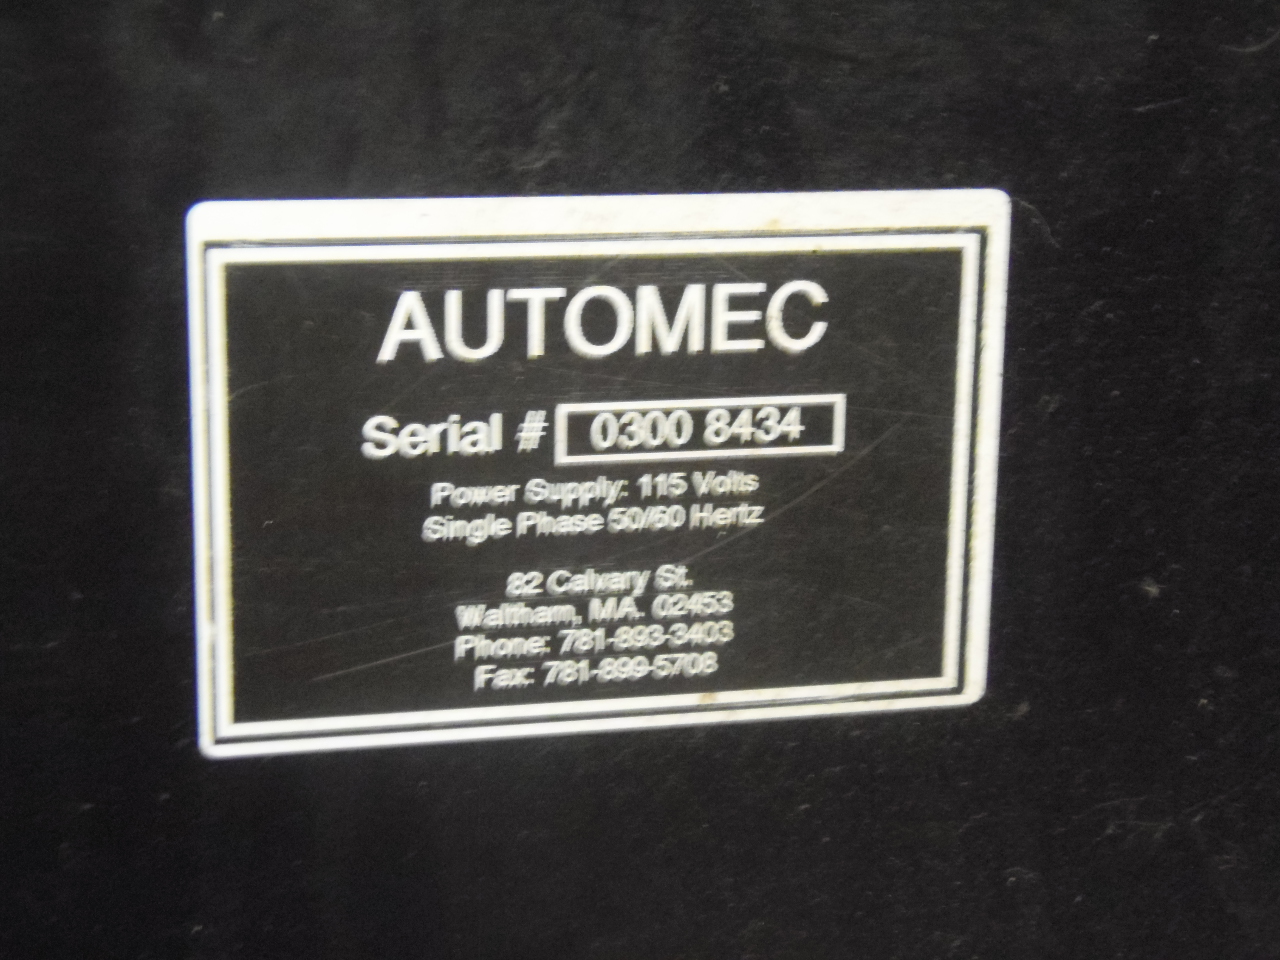 AUTOMEC
Serial # 0300 8434
Power Supply: 115 Volts
Single Phase 50/60 Hertz
82 Calvary St.
Waltham, MA. 02453
Phone: 781-893-3403
Fax: 781-899-5708